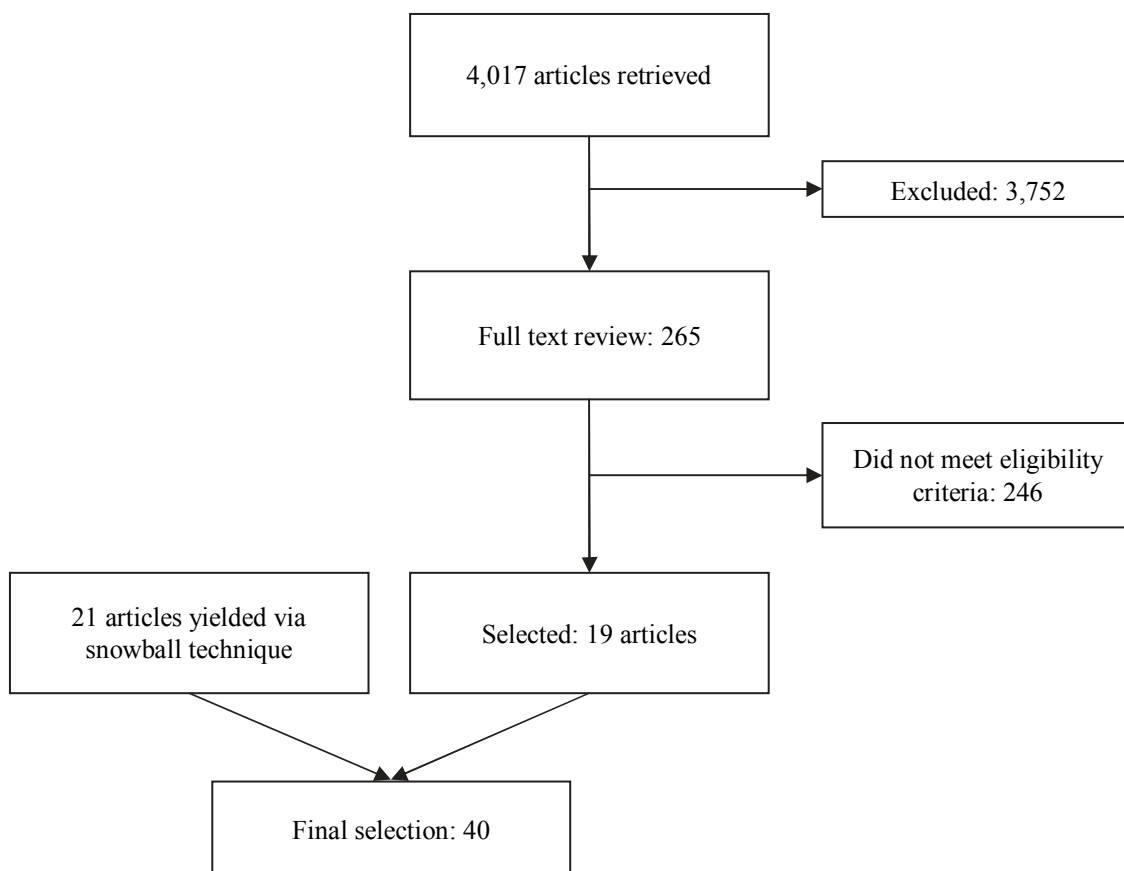 4,017 articles retrieved
Excluded: 3,752
Full text review: 265
Did not meet eligibility
criteria: 246
21 articles yielded via
snowball technique
Selected: 19 articles
Final selection: 40